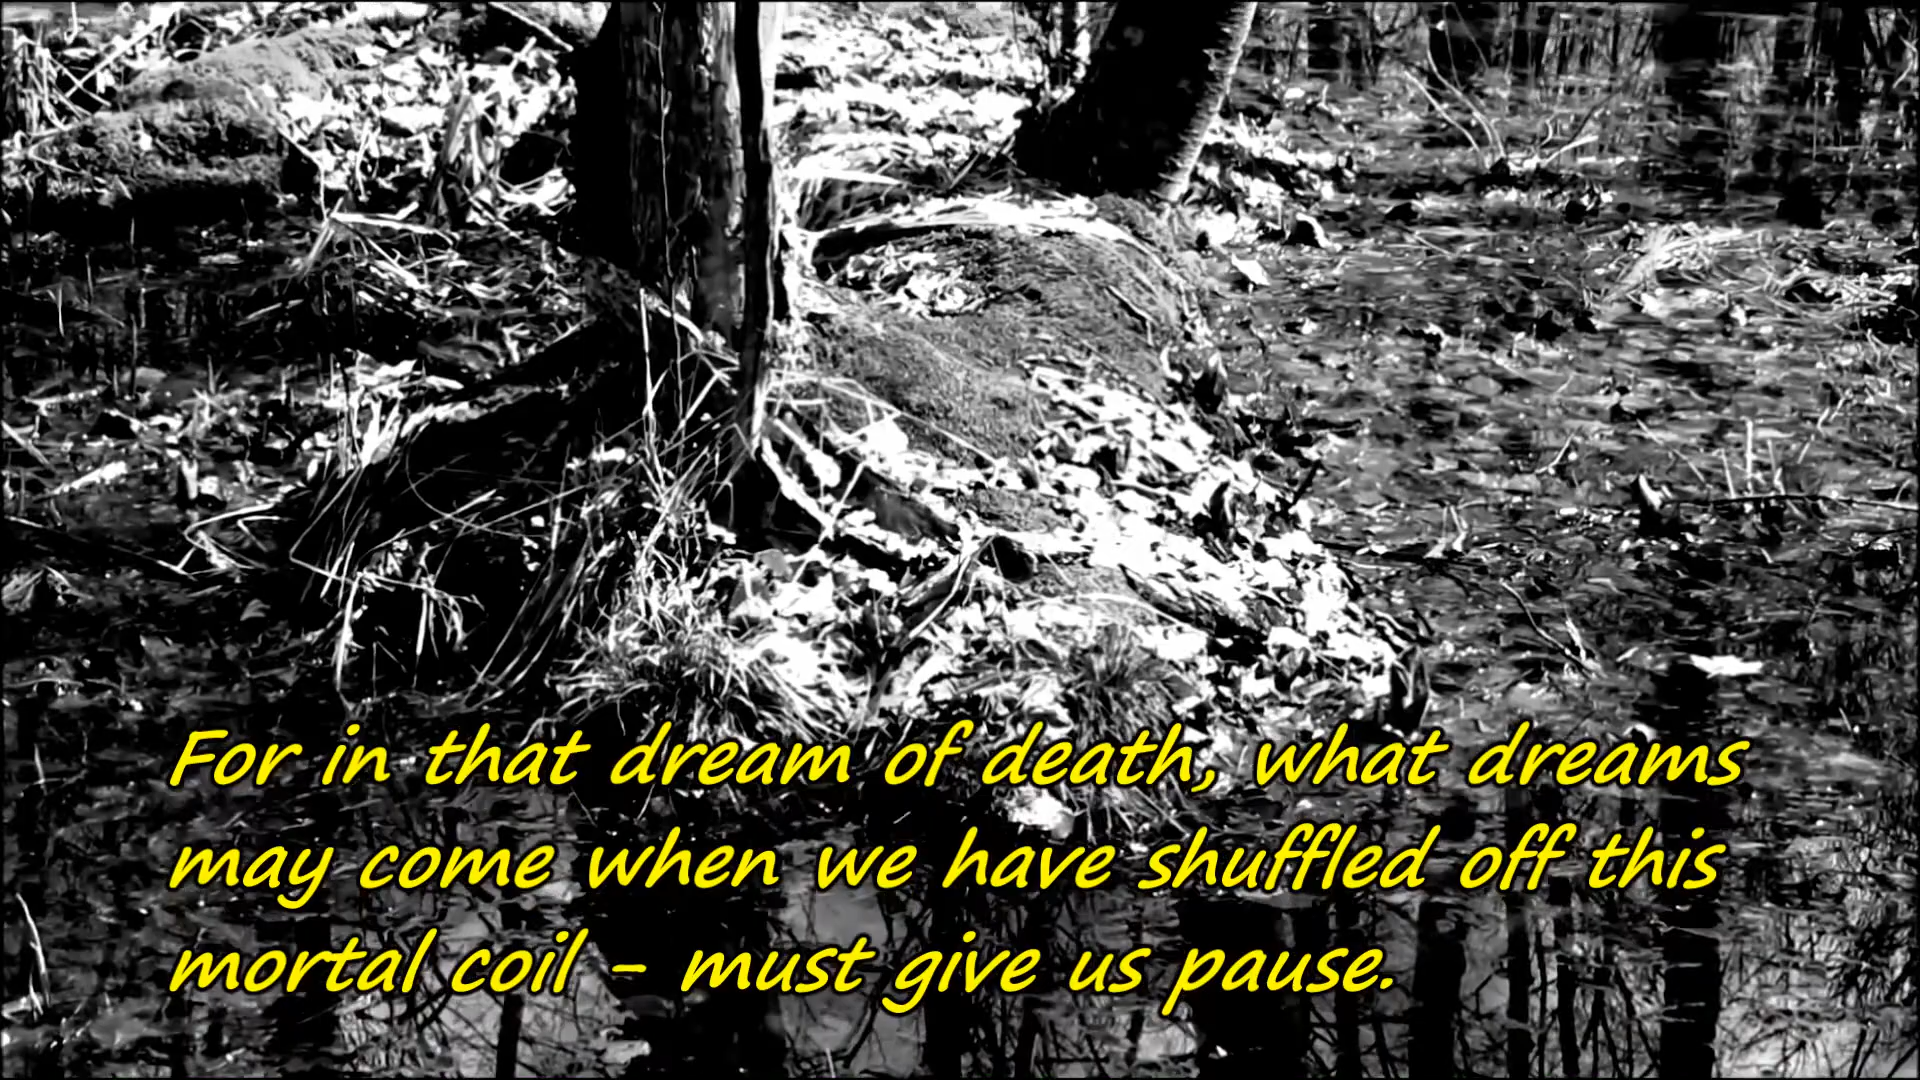 For in that dream of death, what dreams
may come when we have shuffled off this
mortal coil - must give us pause.